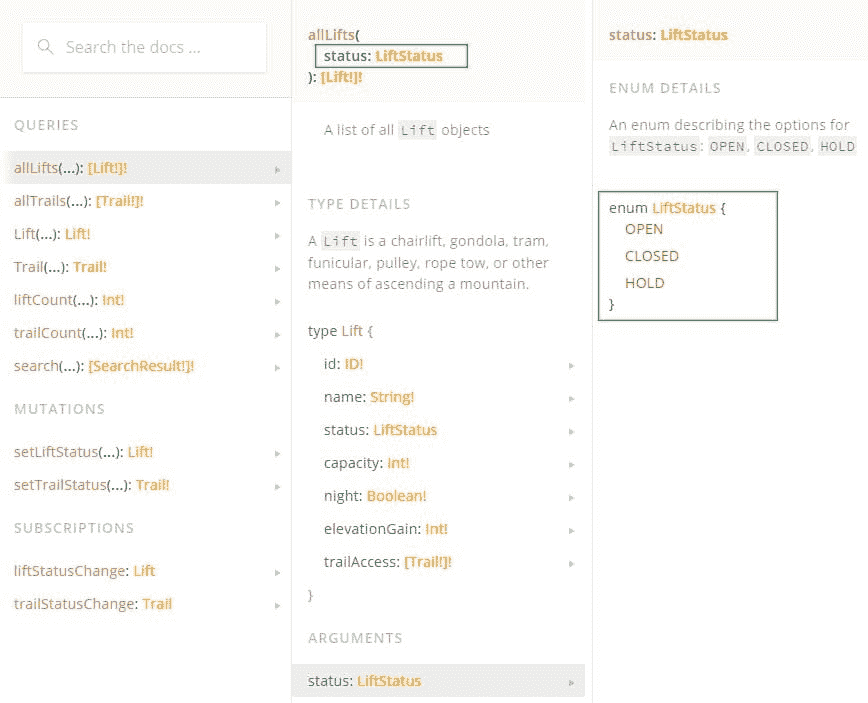 Search the docs ...
QUERIES
allLifts(...): [Lift!]!
allTrails(...): [Trail!]!
Lift(...): Lift!
Trail(...): Trail!
liftCount(...): Int!
trailCount(...): Int!
search(...): [SearchResult!]!
MUTATIONS
setLiftStatus(...): Lift!
setTrailStatus(...): Trail!
SUBSCRIPTIONS
liftStatusChange: Lift
trailStatusChange: Trail
allLifts(
status: LiftStatus
): [Lift!]!
A list of all Lift objects
TYPE DETAILS
A Lift is a chairlift, gondola, tram,
funicular, pulley, rope tow, or other
means of ascending a mountain.
type Lift {
id: ID!
name: String!
status: LiftStatus
capacity: Int!
night: Boolean!
elevationGain: Int!
trailAccess: [Trail!]!
}
ARGUMENTS
status: LiftStatus
status: LiftStatus
ENUM DETAILS
An enum describing the options for
LiftStatus: OPEN, CLOSED, HOLD
enum LiftStatus {
OPEN
CLOSED
HOLD
}